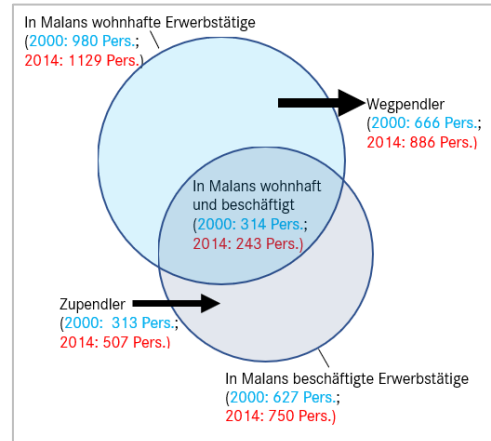 In Malans wohnhafte Erwerbstätige
(2000: 980 Pers.;
2014: 1129 Pers.)
Wegpendler
(2000: 666 Pers.;
2014: 886 Pers.)
In Malans wohnhaft
und beschäftigt
(2000: 314 Pers.;
2014: 243 Pers.)
Zupendler
(2000: 313 Pers.;
2014: 507 Pers.)
In Malans beschäftigte Erwerbstätige
(2000: 627 Pers.;
2014: 750 Pers.)